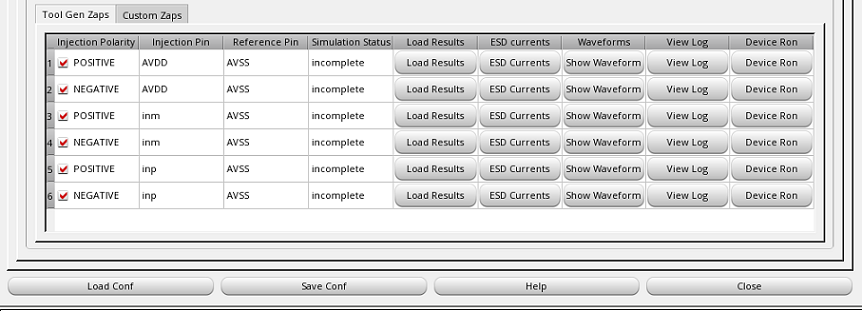 Tool Gen Zaps Custom Zaps
Injection Polarity Injection Pin Reference Pin Simulation Status Load Results ESD currents Waveforms View Log Device Ron
1 POSITIVE AVDD AVSS incomplete Load Results ESD Currents Show Waveform View Log Device Ron
2 NEGATIVE AVDD AVSS incomplete Load Results ESD Currents Show Waveform View Log Device Ron
3 POSITIVE inm AVSS incomplete Load Results ESD Currents Show Waveform View Log Device Ron
4 NEGATIVE inm AVSS incomplete Load Results ESD Currents Show Waveform View Log Device Ron
5 POSITIVE inp AVSS incomplete Load Results ESD Currents Show Waveform View Log Device Ron
6 NEGATIVE inp AVSS incomplete Load Results ESD Currents Show Waveform View Log Device Ron
Load Conf Save Conf Help Close